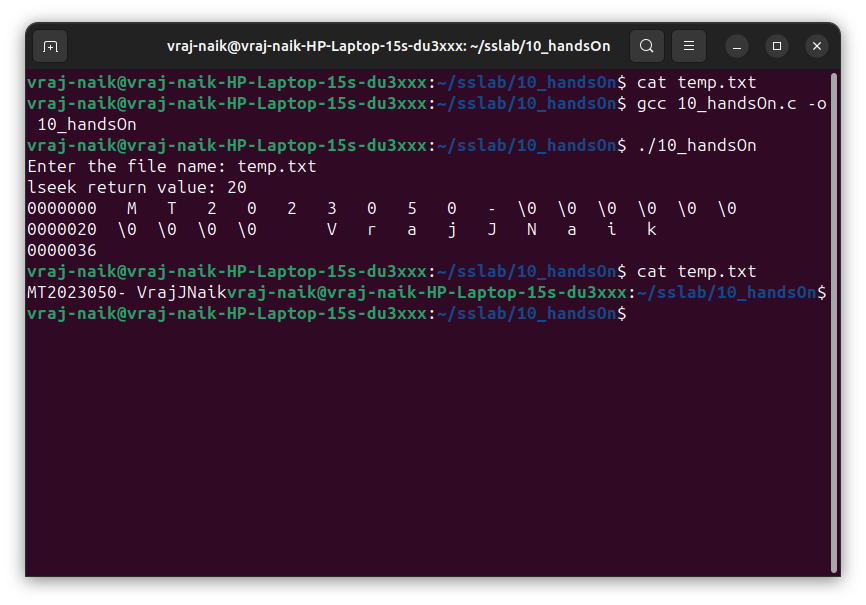 vraj-naik@vraj-naik-HP-Laptop-15s-du3xxx: ~/sslab/10_handsOn
vraj-naik@vraj-naik-HP-Laptop-15s-du3xxx:~/sslab/10_handsOn$ cat temp.txt
vraj-naik@vraj-naik-HP-Laptop-15s-du3xxx:~/sslab/10_handsOn$ gcc 10_handsOn.c -o
 10_handsOn
vraj-naik@vraj-naik-HP-Laptop-15s-du3xxx:~/sslab/10_handsOn$ ./10_handsOn
Enter the file name: temp.txt
lseek return value: 20
0000000   M   T   2   0   2   3   0   5   0   -  \0  \0  \0  \0  \0  \0
0000020  \0  \0  \0  \0       V   r   a   j   J   N   a   i   k
0000036
vraj-naik@vraj-naik-HP-Laptop-15s-du3xxx:~/sslab/10_handsOn$ cat temp.txt
MT2023050- VrajJNaikvraj-naik@vraj-naik-HP-Laptop-15s-du3xxx:~/sslab/10_handsOn$
vraj-naik@vraj-naik-HP-Laptop-15s-du3xxx:~/sslab/10_handsOn$